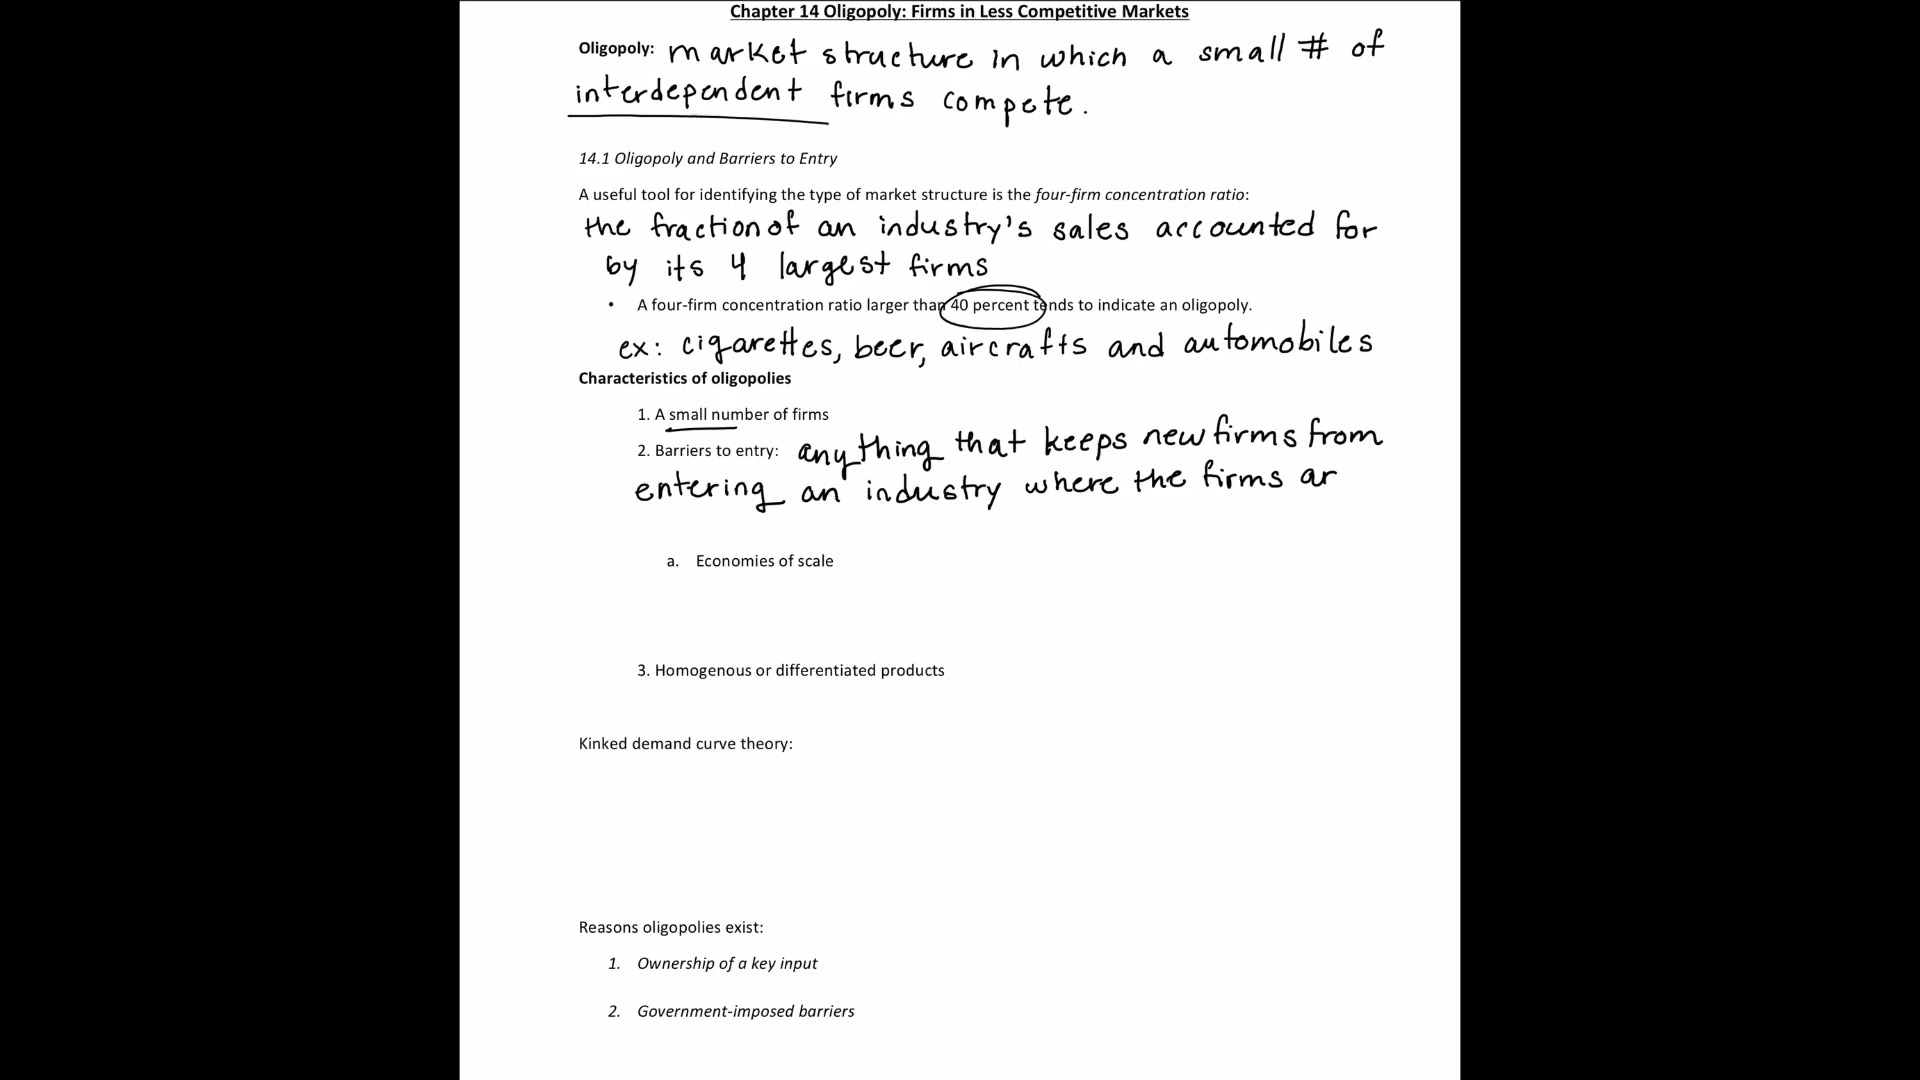 Chapter 14 Oligopoly: Firms in Less Competitive Markets
Oligopoly: market structure in which a small # of
interdependent firms compete.
14.1 Oligopoly and Barriers to Entry
A useful tool for identifying the type of market structure is the four-firm concentration ratio:
the fraction of an industry's sales accounted for
by its 4 largest firms
• A four-firm concentration ratio larger than 40 percent tends to indicate an oligopoly.
ex: cigarettes, beer, aircrafts and automobiles
Characteristics of oligopolies
1. A small number of firms
2. Barriers to entry: anything that keeps new firms from
entering an industry where the firms ar
a. Economies of scale
3. Homogenous or differentiated products
Kinked demand curve theory:
Reasons oligopolies exist:
1. Ownership of a key input
2. Government-imposed barriers